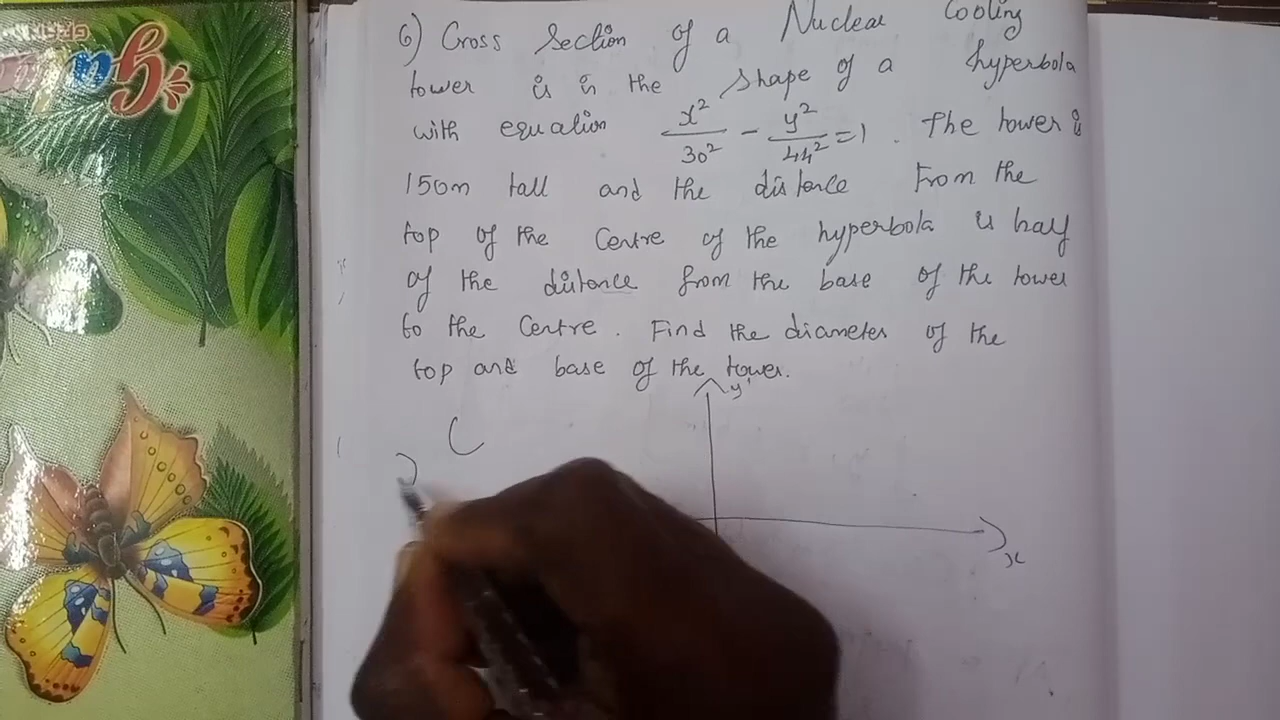 6) Cross Section of a Nuclear Cooling
tower is in the shape of a hyperbola
with equation x²/30² - y²/44² = 1 . The tower is
150m tall and the distance From the
top of the Centre of the hyperbola is half
of the distance from the base of the tower
to the Centre . Find the diameter of the
top and base of the tower.
y
x